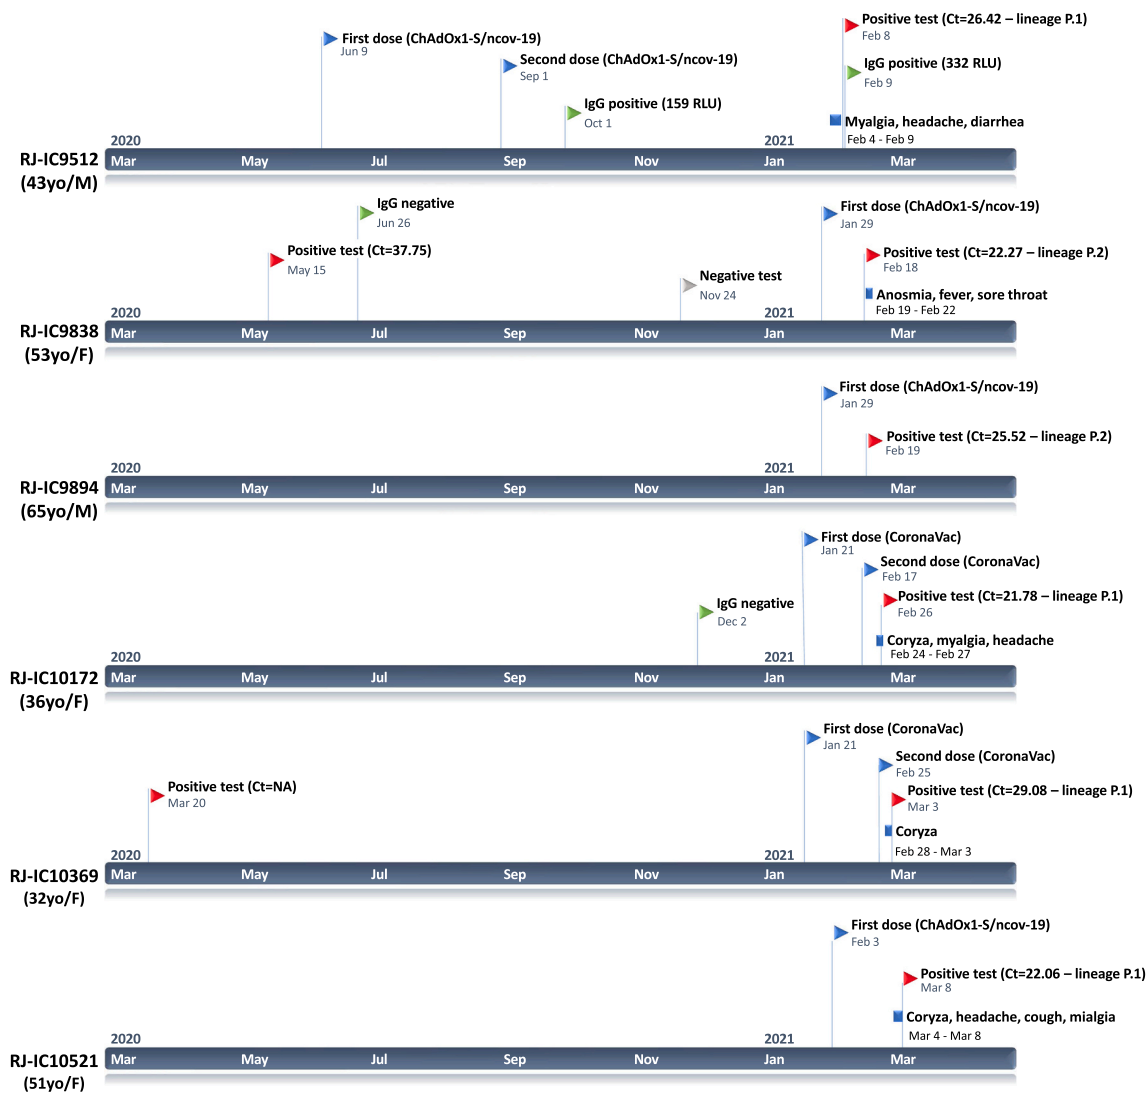 First dose (ChAdOx1-S/ncov-19)
Jun 9
Second dose (ChAdOx1-S/ncov-19)
Sep 1
IgG positive (159 RLU)
Oct 1
Positive test (Ct=26.42 – lineage P.1)
Feb 8
IgG positive (332 RLU)
Feb 9
Myalgia, headache, diarrhea
Feb 4 - Feb 9
2020 2021
RJ-IC9512
(43yo/M)
Mar May Jul Sep Nov Jan Mar
IgG negative
Jun 26
Positive test (Ct=37.75)
May 15
Negative test
Nov 24
First dose (ChAdOx1-S/ncov-19)
Jan 29
Positive test (Ct=22.27 – lineage P.2)
Feb 18
Anosmia, fever, sore throat
Feb 19 - Feb 22
2020 2021
RJ-IC9838
(53yo/F)
Mar May Jul Sep Nov Jan Mar
First dose (ChAdOx1-S/ncov-19)
Jan 29
Positive test (Ct=25.52 – lineage P.2)
Feb 19
2020 2021
RJ-IC9894
(65yo/M)
Mar May Jul Sep Nov Jan Mar
First dose (CoronaVac)
Jan 21
Second dose (CoronaVac)
Feb 17
Positive test (Ct=21.78 – lineage P.1)
Feb 26
IgG negative
Dec 2
Coryza, myalgia, headache
Feb 24 - Feb 27
2020 2021
RJ-IC10172
(36yo/F)
Mar May Jul Sep Nov Jan Mar
First dose (CoronaVac)
Jan 21
Second dose (CoronaVac)
Feb 25
Positive test (Ct=NA)
Mar 20
Positive test (Ct=29.08 – lineage P.1)
Mar 3
Coryza
Feb 28 - Mar 3
2020 2021
RJ-IC10369
(32yo/F)
Mar May Jul Sep Nov Jan Mar
First dose (ChAdOx1-S/ncov-19)
Feb 3
Positive test (Ct=22.06 – lineage P.1)
Mar 8
Coryza, headache, cough, mialgia
Mar 4 - Mar 8
2020 2021
RJ-IC10521
(51yo/F)
Mar May Jul Sep Nov Jan Mar